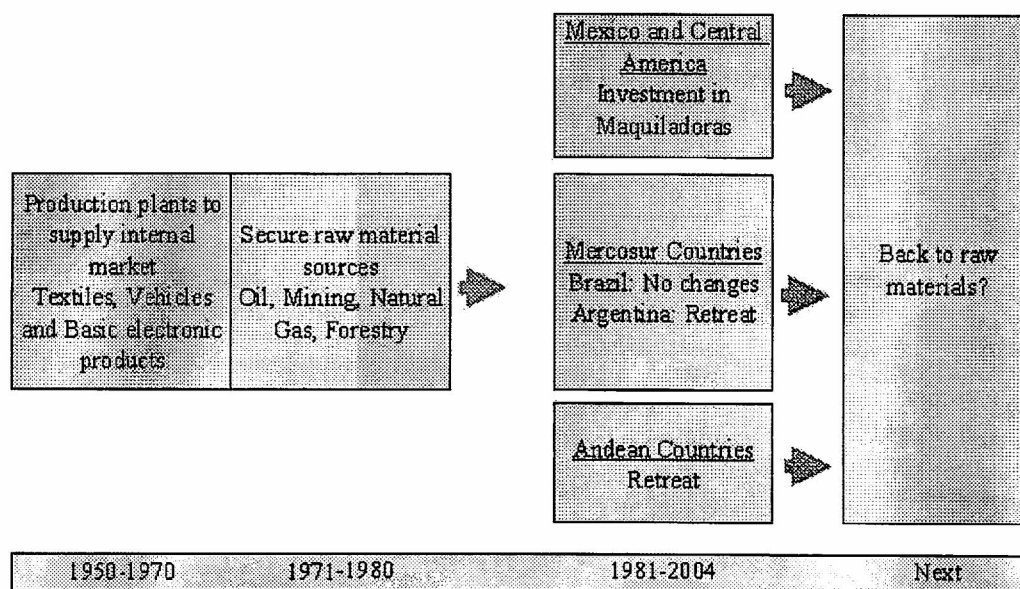 Production plants to
supply internal
market
Textiles, Vehicles
and Basic electronic
products
Secure raw material
sources
Oil, Mining, Natural
Gas, Forestry
Mexico and Central
America
Investment in
Maquiladoras
Mercosur Countries
Brazil: No changes
Argentina: Retreat
Andean Countries
Retreat
Back to raw
materials?
1950-1970
1971-1980
1981-2004
Next